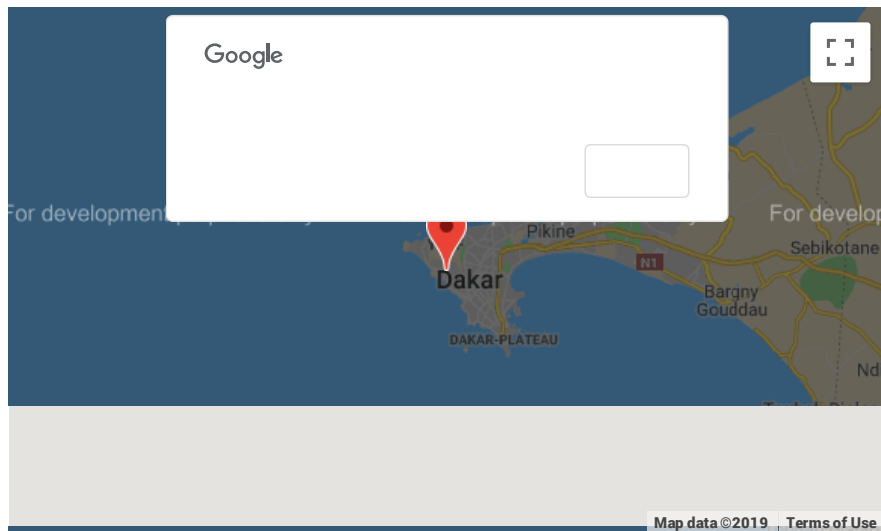 Google
For development
For develop
Pikine
Sebikotane
N1
Dakar
Bargny
Gouddau
DAKAR-PLATEAU
Nd
Map data ©2019
Terms of Use